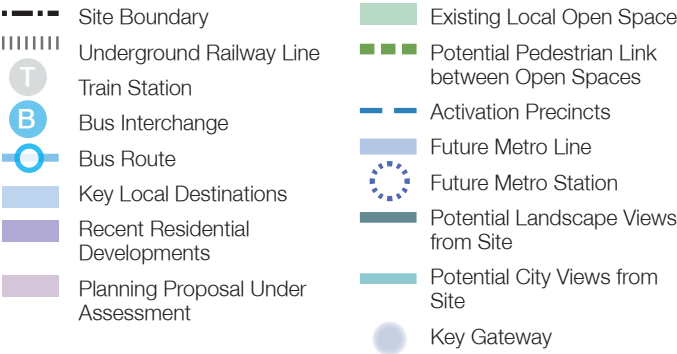 Site Boundary
Underground Railway Line
T
Train Station
B
Bus Interchange
Bus Route
Key Local Destinations
Recent Residential
Developments
Planning Proposal Under
Assessment
Existing Local Open Space
Potential Pedestrian Link
between Open Spaces
Activation Precincts
Future Metro Line
Future Metro Station
Potential Landscape Views
from Site
Potential City Views from
Site
Key Gateway